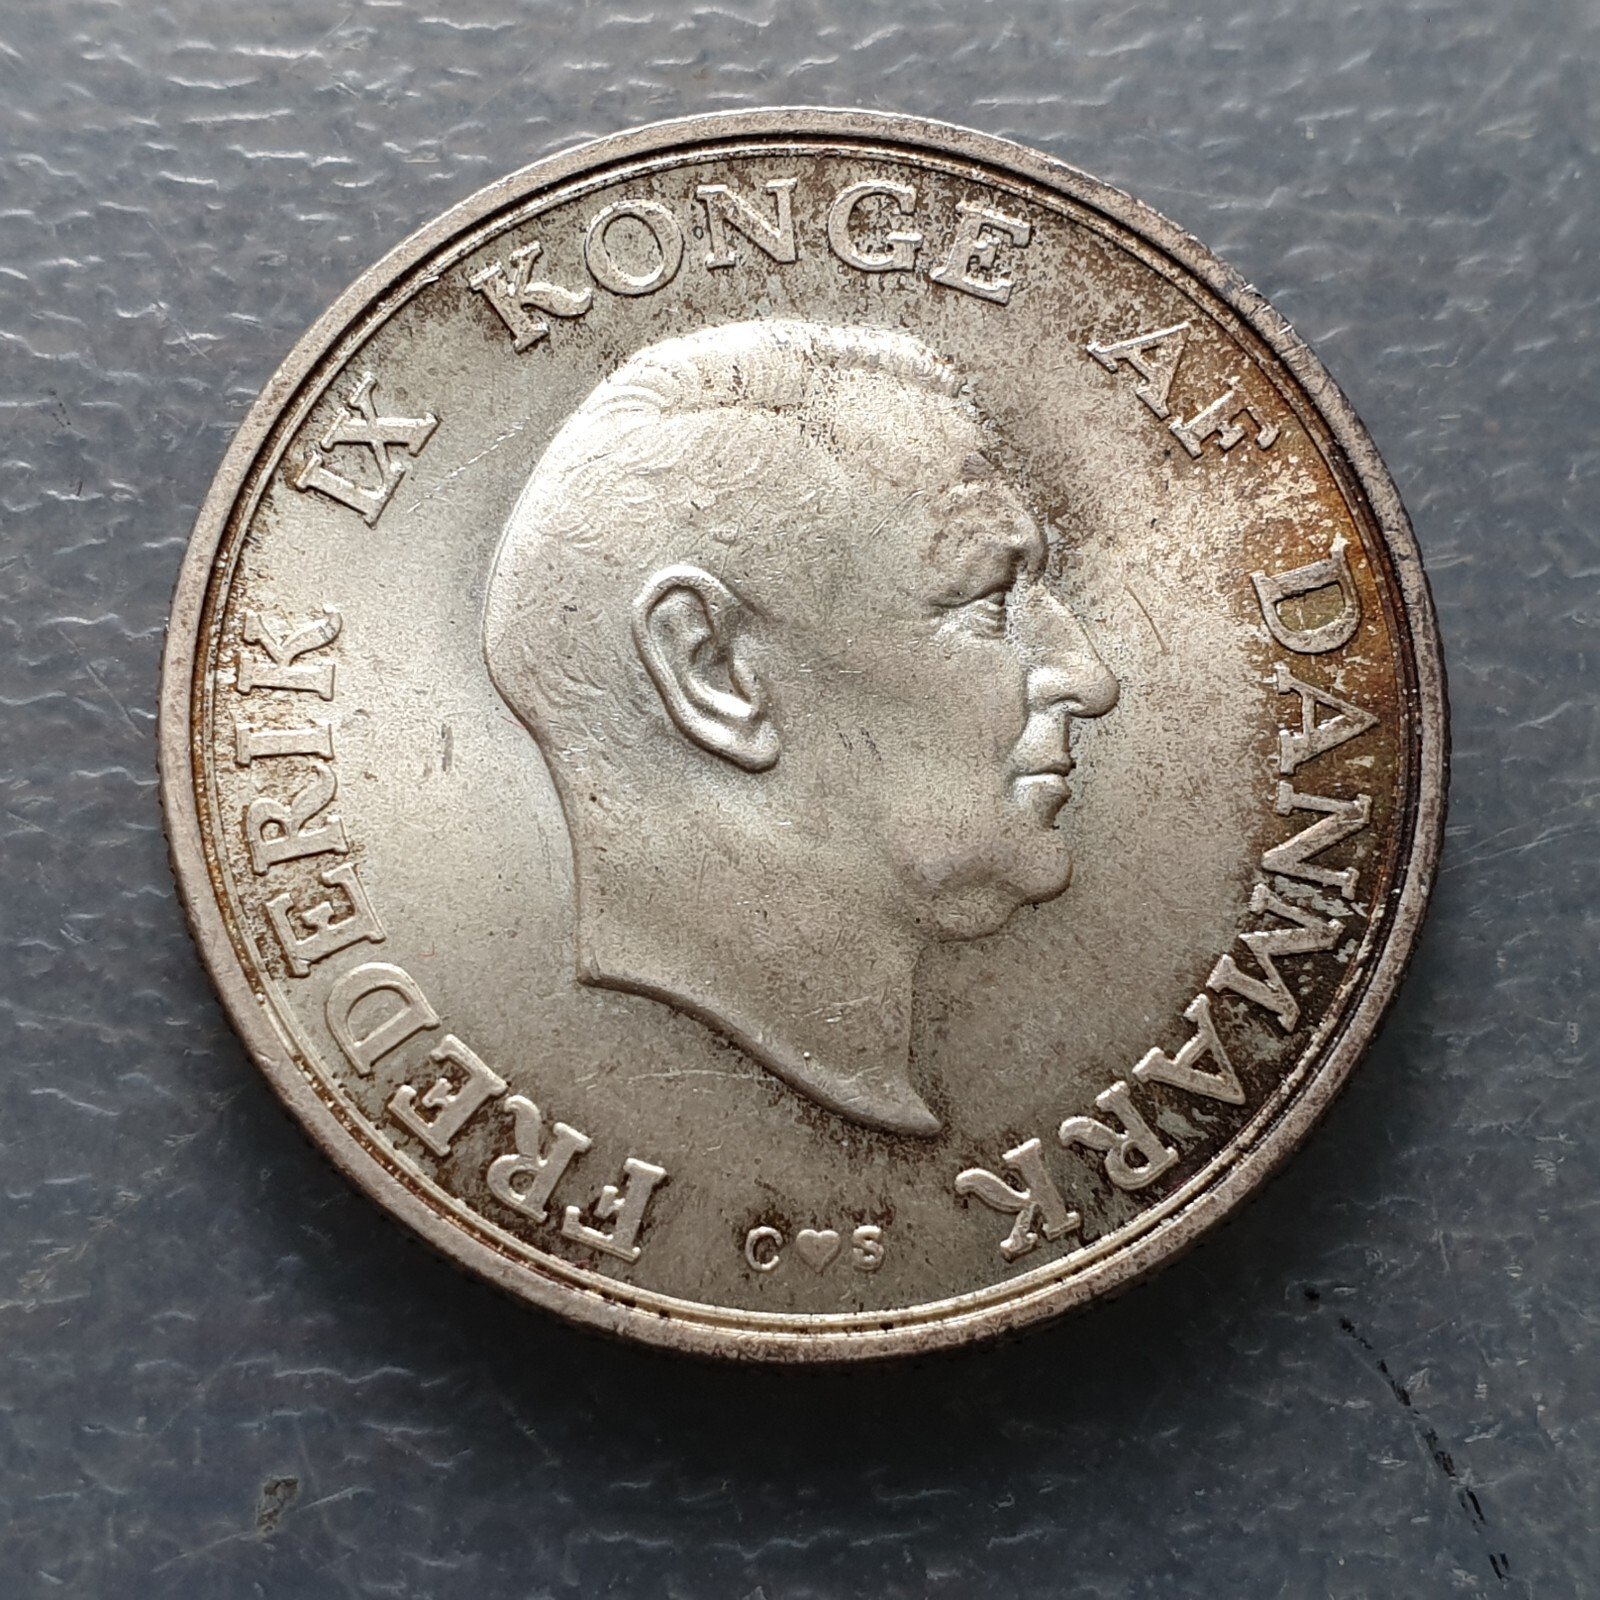 FREDERIK IX KONGE AF DANMARK
C♥S